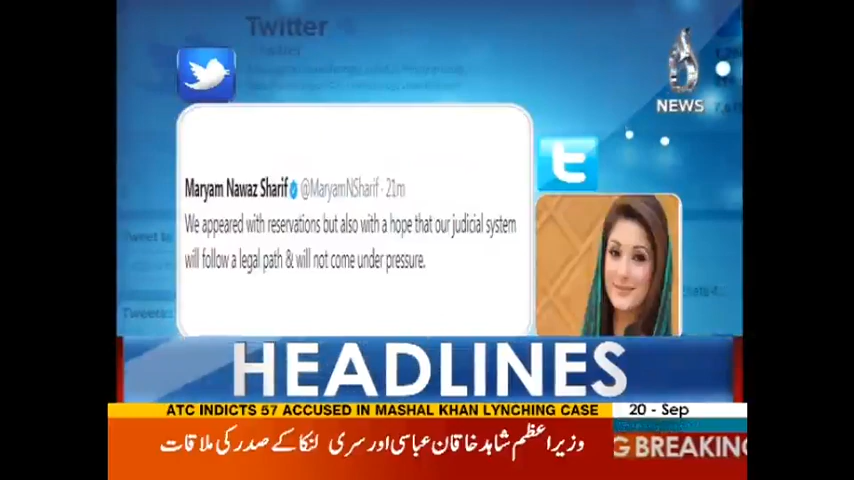 Twitter
NEWS
Maryam Nawaz Sharif @MaryamNSharif · 21m
We appeared with reservations but also with a hope that our judicial system
will follow a legal path & will not come under pressure.
HEADLINES
ATC INDICTS 57 ACCUSED IN MASHAL KHAN LYNCHING CASE
20 - Sep
وزیراعظم شاہد خاقان عباسی اور سری لنکا کے صدر کی ملاقات
G BREAKING